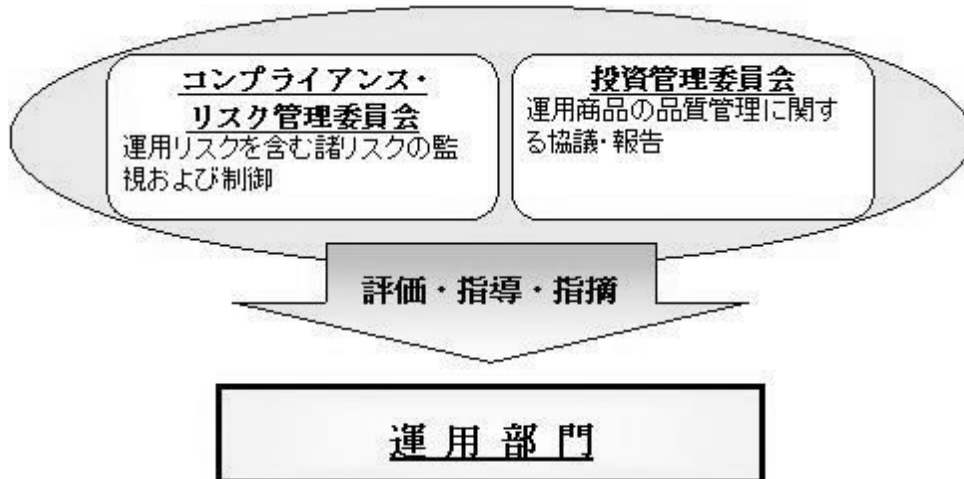 コンプライアンス・
リスク管理委員会
運用リスクを含む諸リスクの監
視および制御
投資管理委員会
運用商品の品質管理に関す
る協議・報告
評価・指導・指摘
運用部門